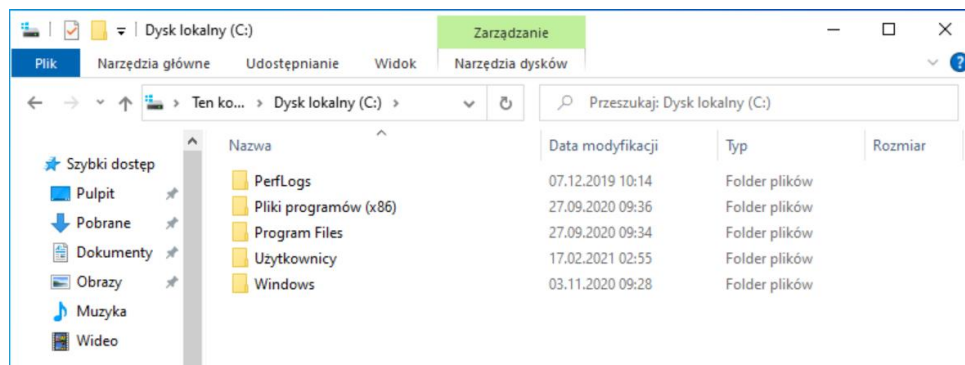 Dysk lokalny (C:)
Zarządzanie
Plik Narzędzia główne Udostępnianie Widok Narzędzia dysków
Ten ko... Dysk lokalny (C:) Przeszukaj: Dysk lokalny (C:)
Nazwa Data modyfikacji Typ Rozmiar
Szybki dostęp
Pulpit
Pobrane
Dokumenty
Obrazy
Muzyka
Wideo
PerfLogs 07.12.2019 10:14 Folder plików
Pliki programów (x86) 27.09.2020 09:36 Folder plików
Program Files 27.09.2020 09:34 Folder plików
Użytkownicy 17.02.2021 02:55 Folder plików
Windows 03.11.2020 09:28 Folder plików